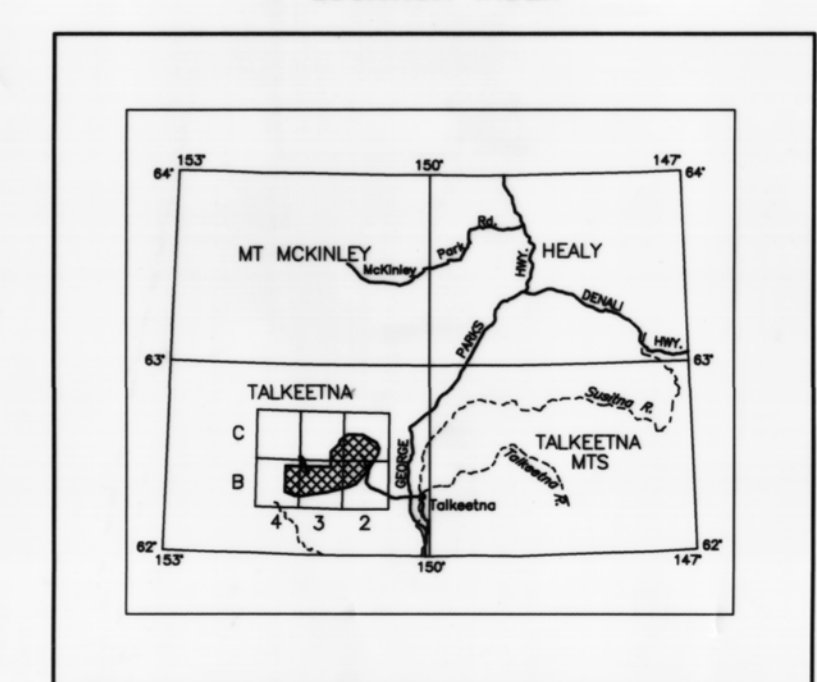 153° 150° 147°
64° 64°
Rd.
MT MCKINLEY Park HWY. HEALY
McKinley
DENALI
PARKS HWY.
63° 63°
TALKEETNA
Susitna R.
C TALKEETNA
MTS
GEORGE
B Talkeetna R.
Talkeetna
4 3 2
62° 62°
153° 150° 147°